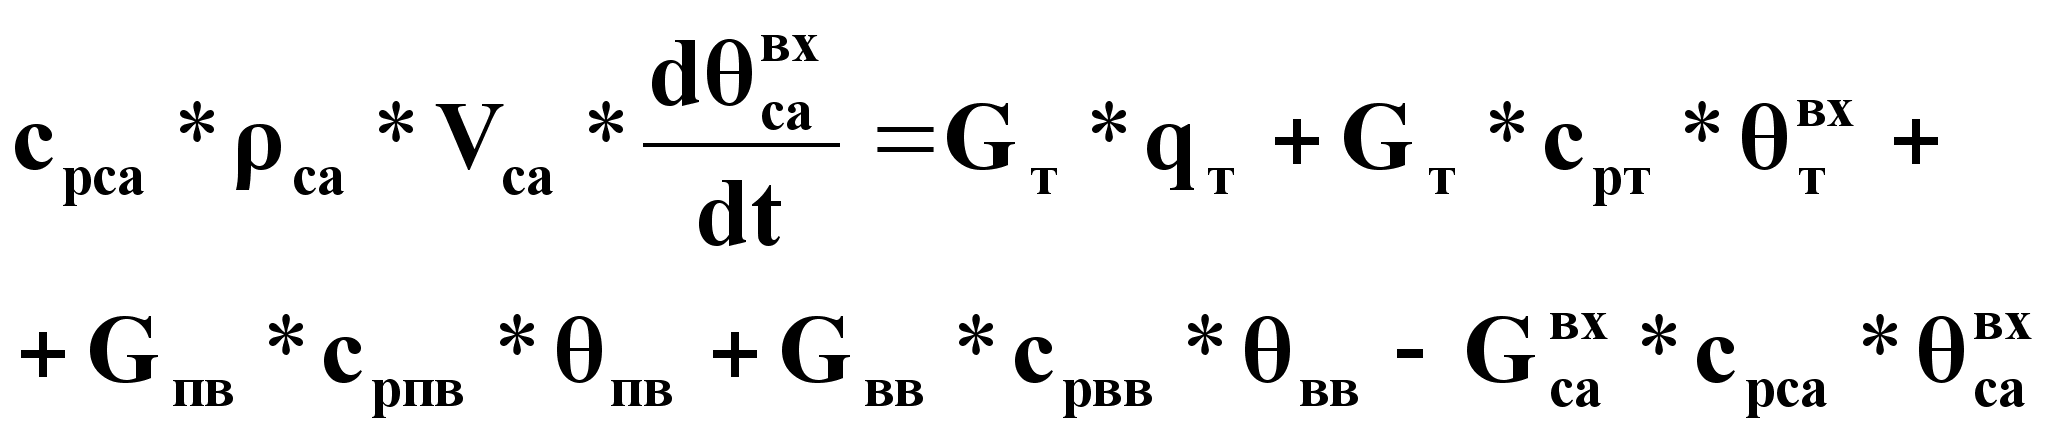 c_рса * ρ_са * V_са * dθ_са^вх / dt = G_т * q_т + G_т * c_рт * θ_т^вх +
+ G_пв * c_рпв * θ_пв + G_вв * c_рвв * θ_вв - G_са^вх * c_рса * θ_са^вх